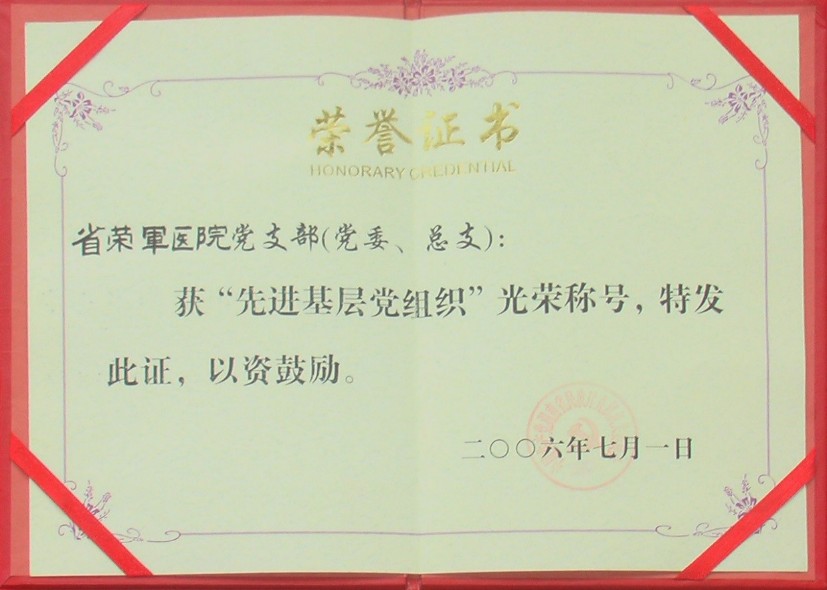 荣誉证书
HONORARY CREDENTIAL
省荣軍医院党支部(党委、总支)：
获“先进基层党组织”光荣称号，特发
此证，以资鼓励。
二〇〇六年七月一日